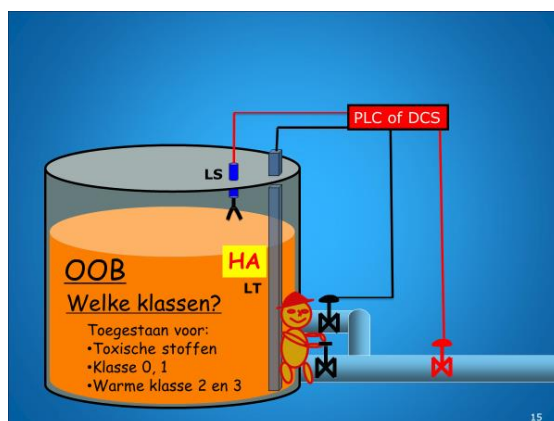 PLC of DCS
LS
HA
LT
OOB
Welke klassen?
Toegestaan voor:
•Toxische stoffen
•Klasse 0, 1
•Warme klasse 2 en 3
15